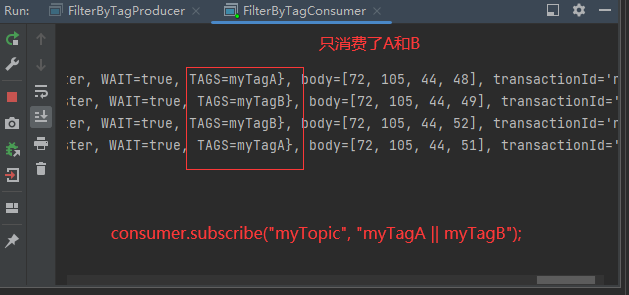 Run: FilterByTagProducer × FilterByTagConsumer ×
只消费了A和B
ster, WAIT=true, TAGS=myTagA}, body=[72, 105, 44, 48], transactionId='n
ster, WAIT=true, TAGS=myTagB}, body=[72, 105, 44, 49], transactionId='
ster, WAIT=true, TAGS=myTagB}, body=[72, 105, 44, 52], transactionId='n
ster, WAIT=true, TAGS=myTagA}, body=[72, 105, 44, 51], transactionId='
consumer.subscribe("myTopic", "myTagA || myTagB");